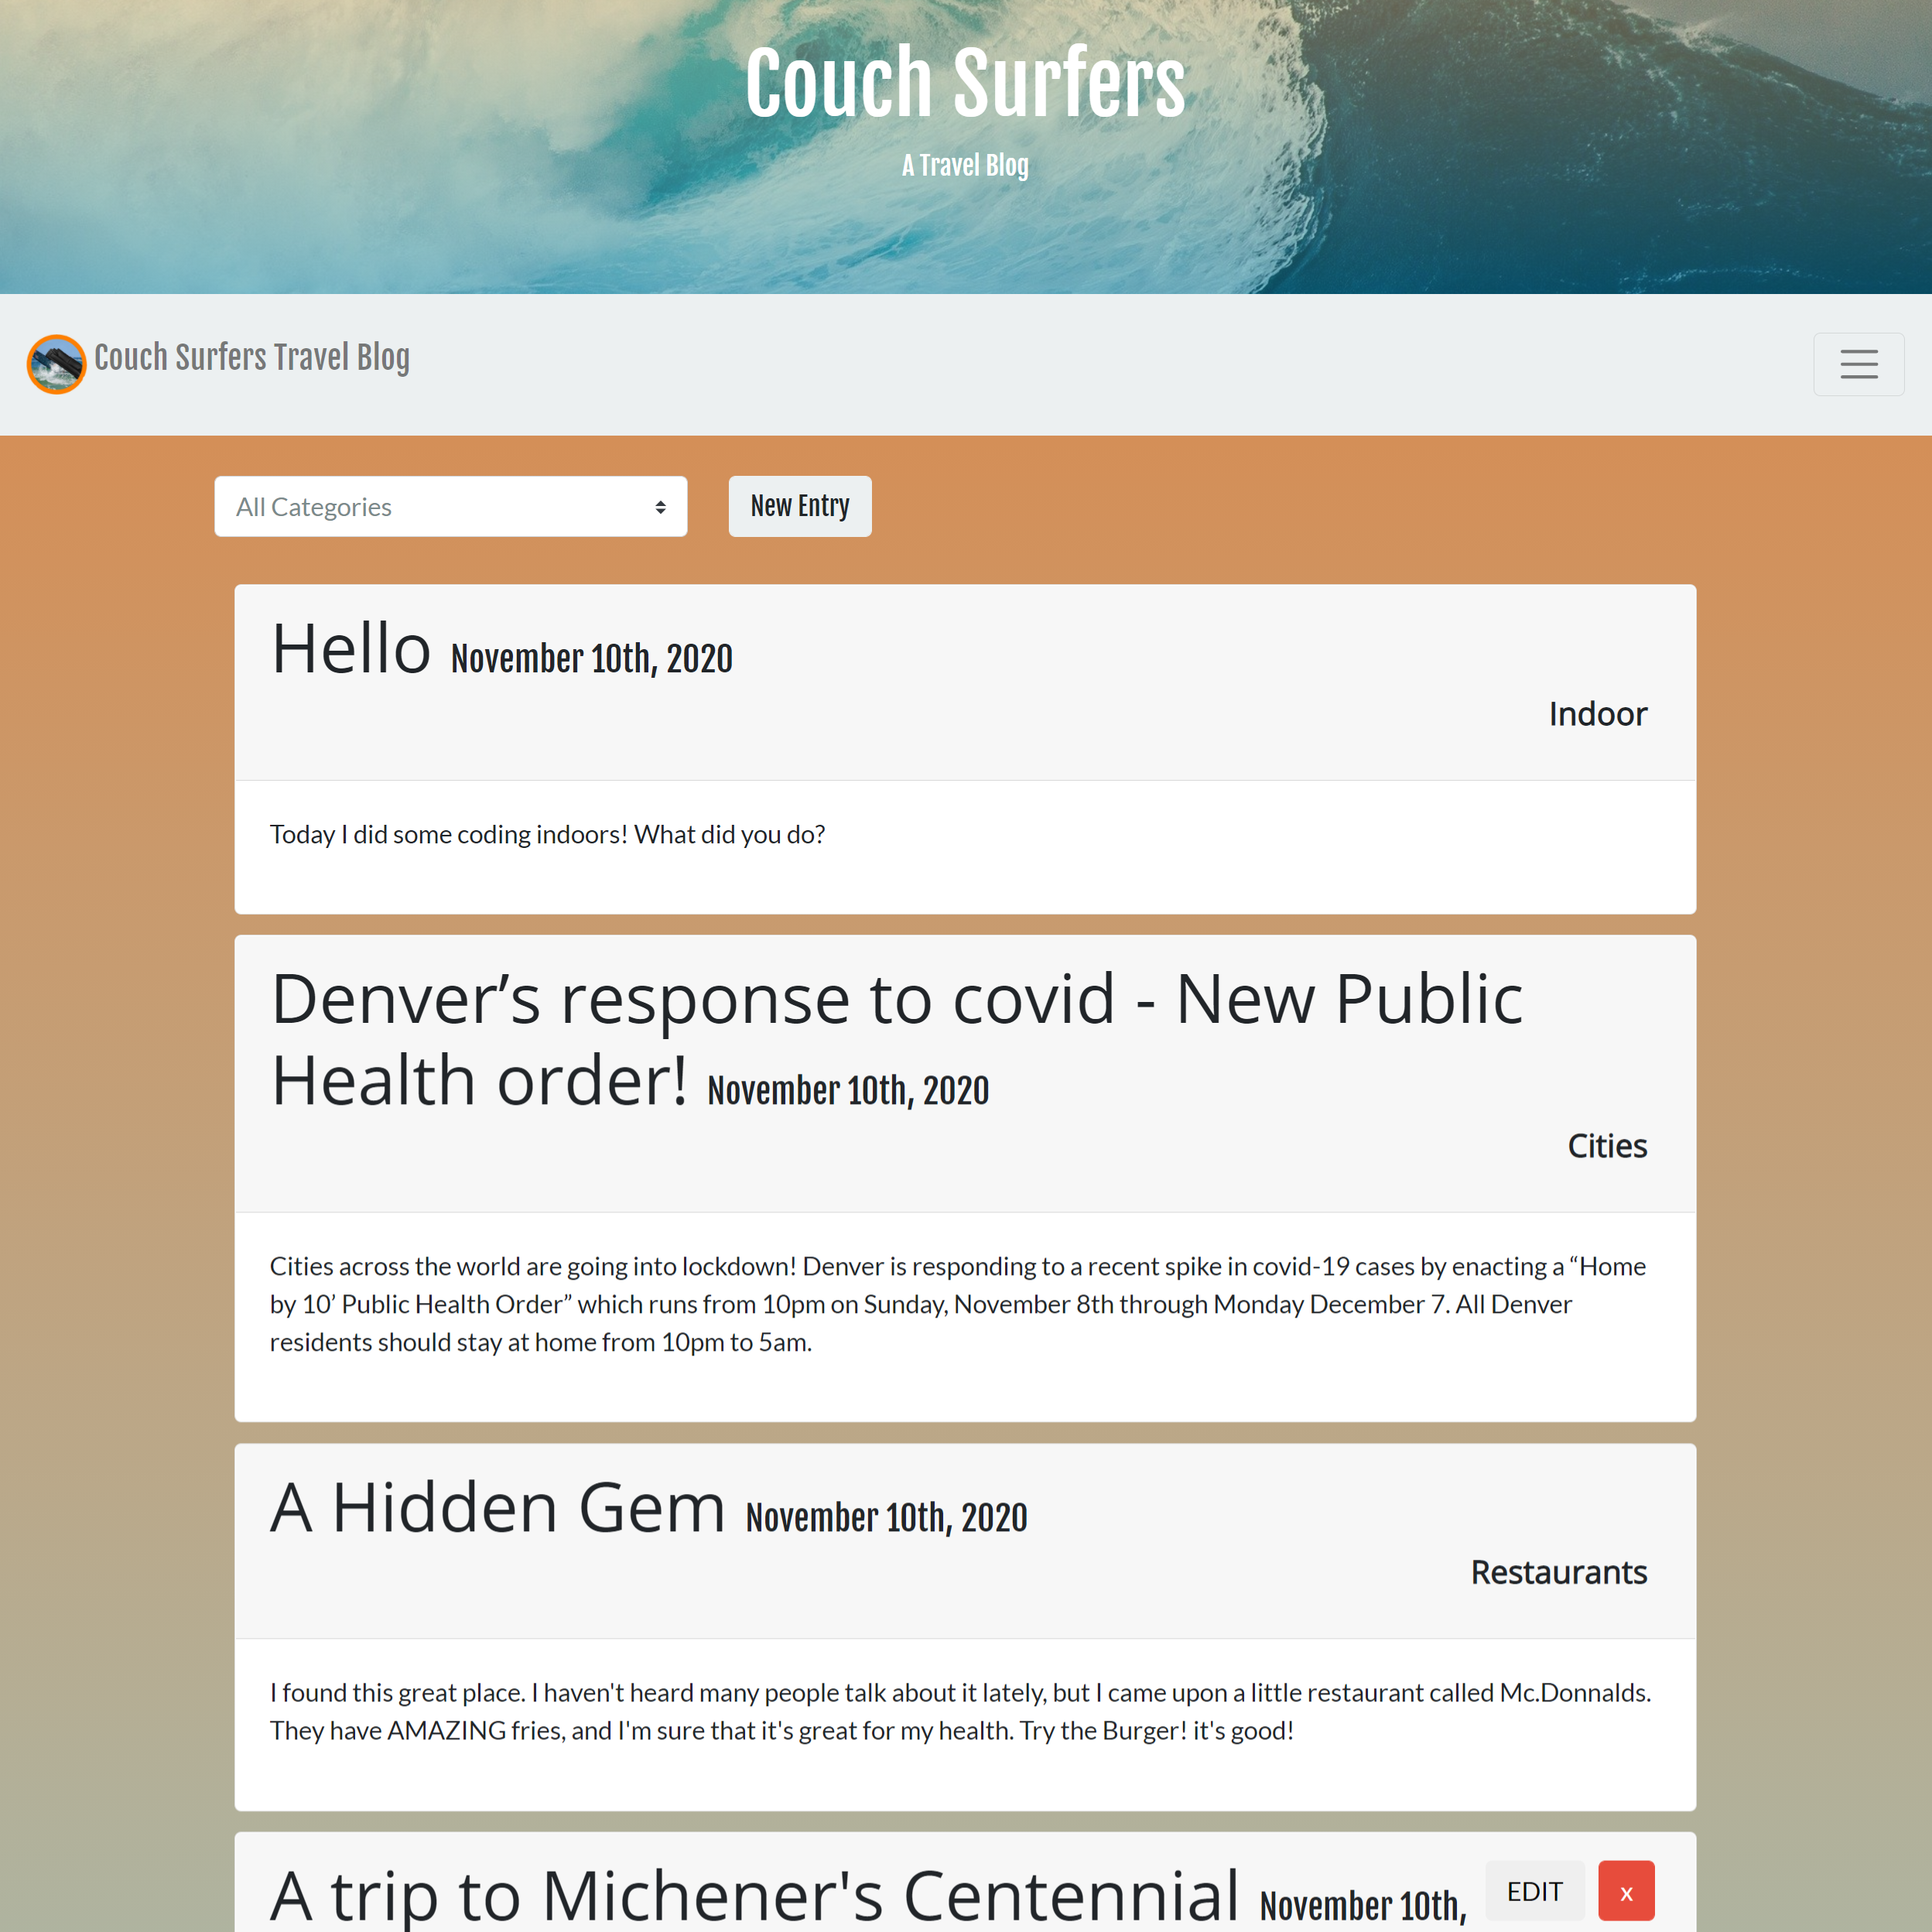 Couch Surfers
A Travel Blog
Couch Surfers Travel Blog
All Categories
New Entry
Hello November 10th, 2020
Indoor
Today I did some coding indoors! What did you do?
Denver’s response to covid - New Public
Health order! November 10th, 2020
Cities
Cities across the world are going into lockdown! Denver is responding to a recent spike in covid-19 cases by enacting a “Home
by 10’ Public Health Order” which runs from 10pm on Sunday, November 8th through Monday December 7. All Denver
residents should stay at home from 10pm to 5am.
A Hidden Gem November 10th, 2020
Restaurants
I found this great place. I haven't heard many people talk about it lately, but I came upon a little restaurant called Mc.Donnalds.
They have AMAZING fries, and I'm sure that it's great for my health. Try the Burger! it's good!
A trip to Michener's Centennial November 10th,
EDIT
x